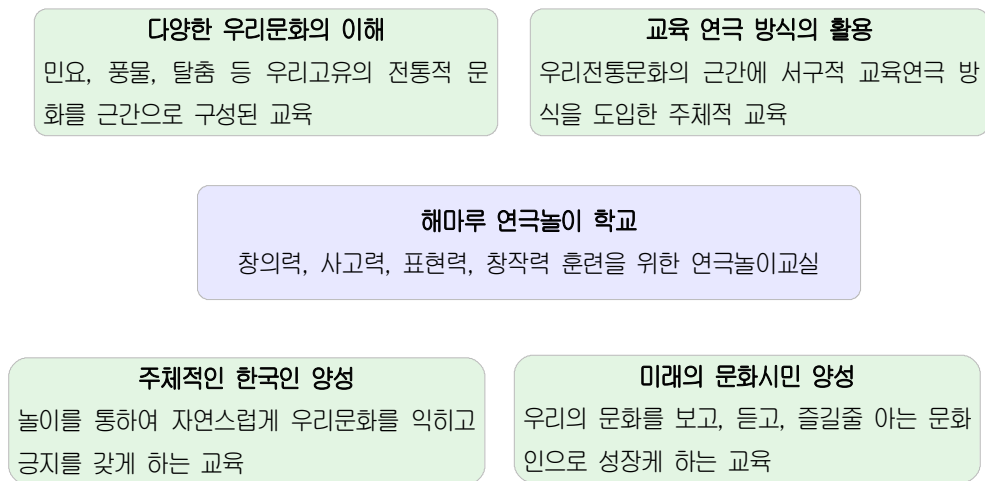 다양한 우리문화의 이해
민요, 풍물, 탈춤 등 우리고유의 전통적 문
화를 근간으로 구성된 교육
교육 연극 방식의 활용
우리전통문화의 근간에 서구적 교육연극 방
식을 도입한 주체적 교육
해마루 연극놀이 학교
창의력, 사고력, 표현력, 창작력 훈련을 위한 연극놀이교실
주체적인 한국인 양성
놀이를 통하여 자연스럽게 우리문화를 익히고
긍지를 갖게 하는 교육
미래의 문화시민 양성
우리의 문화를 보고, 듣고, 즐길줄 아는 문화
인으로 성장케 하는 교육